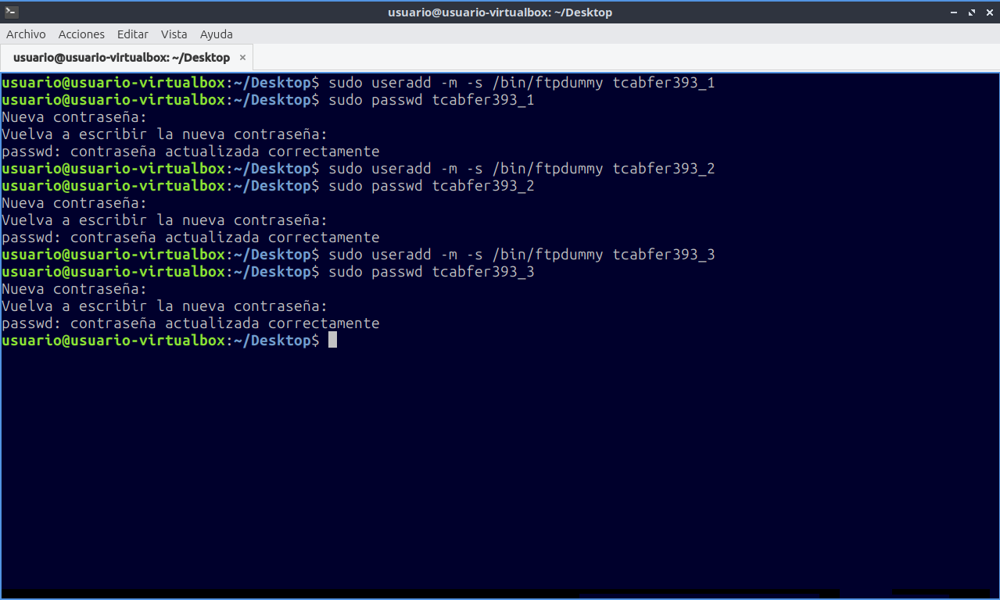 usuario@usuario-virtualbox: ~/Desktop
Archivo Acciones Editar Vista Ayuda
usuario@usuario-virtualbox: ~/Desktop ×
usuario@usuario-virtualbox:~/Desktop$ sudo useradd -m -s /bin/ftpdummy tcabfer393_1
usuario@usuario-virtualbox:~/Desktop$ sudo passwd tcabfer393_1
Nueva contraseña:
Vuelva a escribir la nueva contraseña:
passwd: contraseña actualizada correctamente
usuario@usuario-virtualbox:~/Desktop$ sudo useradd -m -s /bin/ftpdummy tcabfer393_2
usuario@usuario-virtualbox:~/Desktop$ sudo passwd tcabfer393_2
Nueva contraseña:
Vuelva a escribir la nueva contraseña:
passwd: contraseña actualizada correctamente
usuario@usuario-virtualbox:~/Desktop$ sudo useradd -m -s /bin/ftpdummy tcabfer393_3
usuario@usuario-virtualbox:~/Desktop$ sudo passwd tcabfer393_3
Nueva contraseña:
Vuelva a escribir la nueva contraseña:
passwd: contraseña actualizada correctamente
usuario@usuario-virtualbox:~/Desktop$